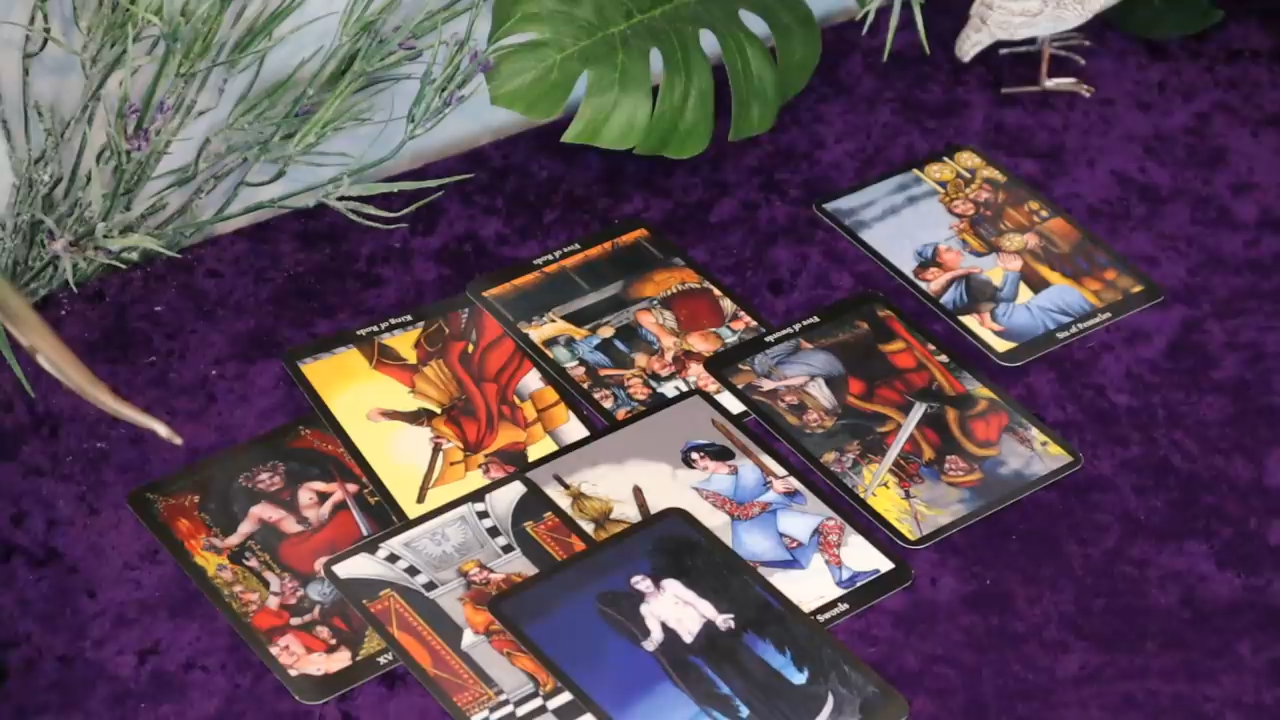 Six of Pentacles
Five of Rods
King of Rods
Five of Swords
Swords
XV